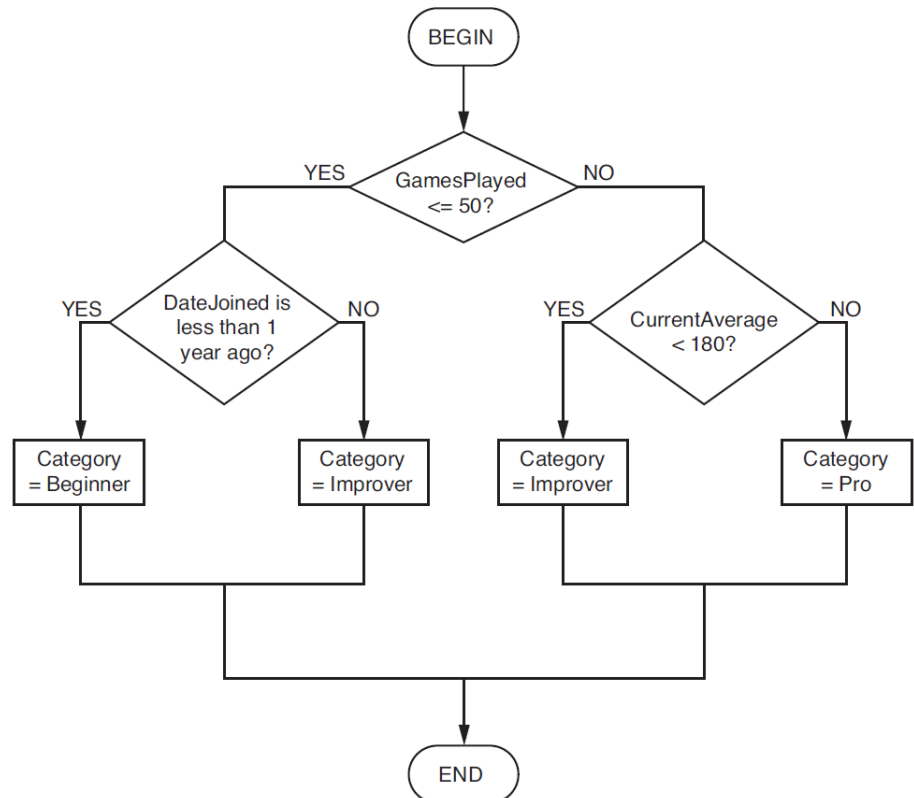 BEGIN
YES
GamesPlayed
<= 50?
NO
YES
DateJoined is
less than 1
year ago?
NO
YES
CurrentAverage
< 180?
NO
Category
= Beginner
Category
= Improver
Category
= Improver
Category
= Pro
END